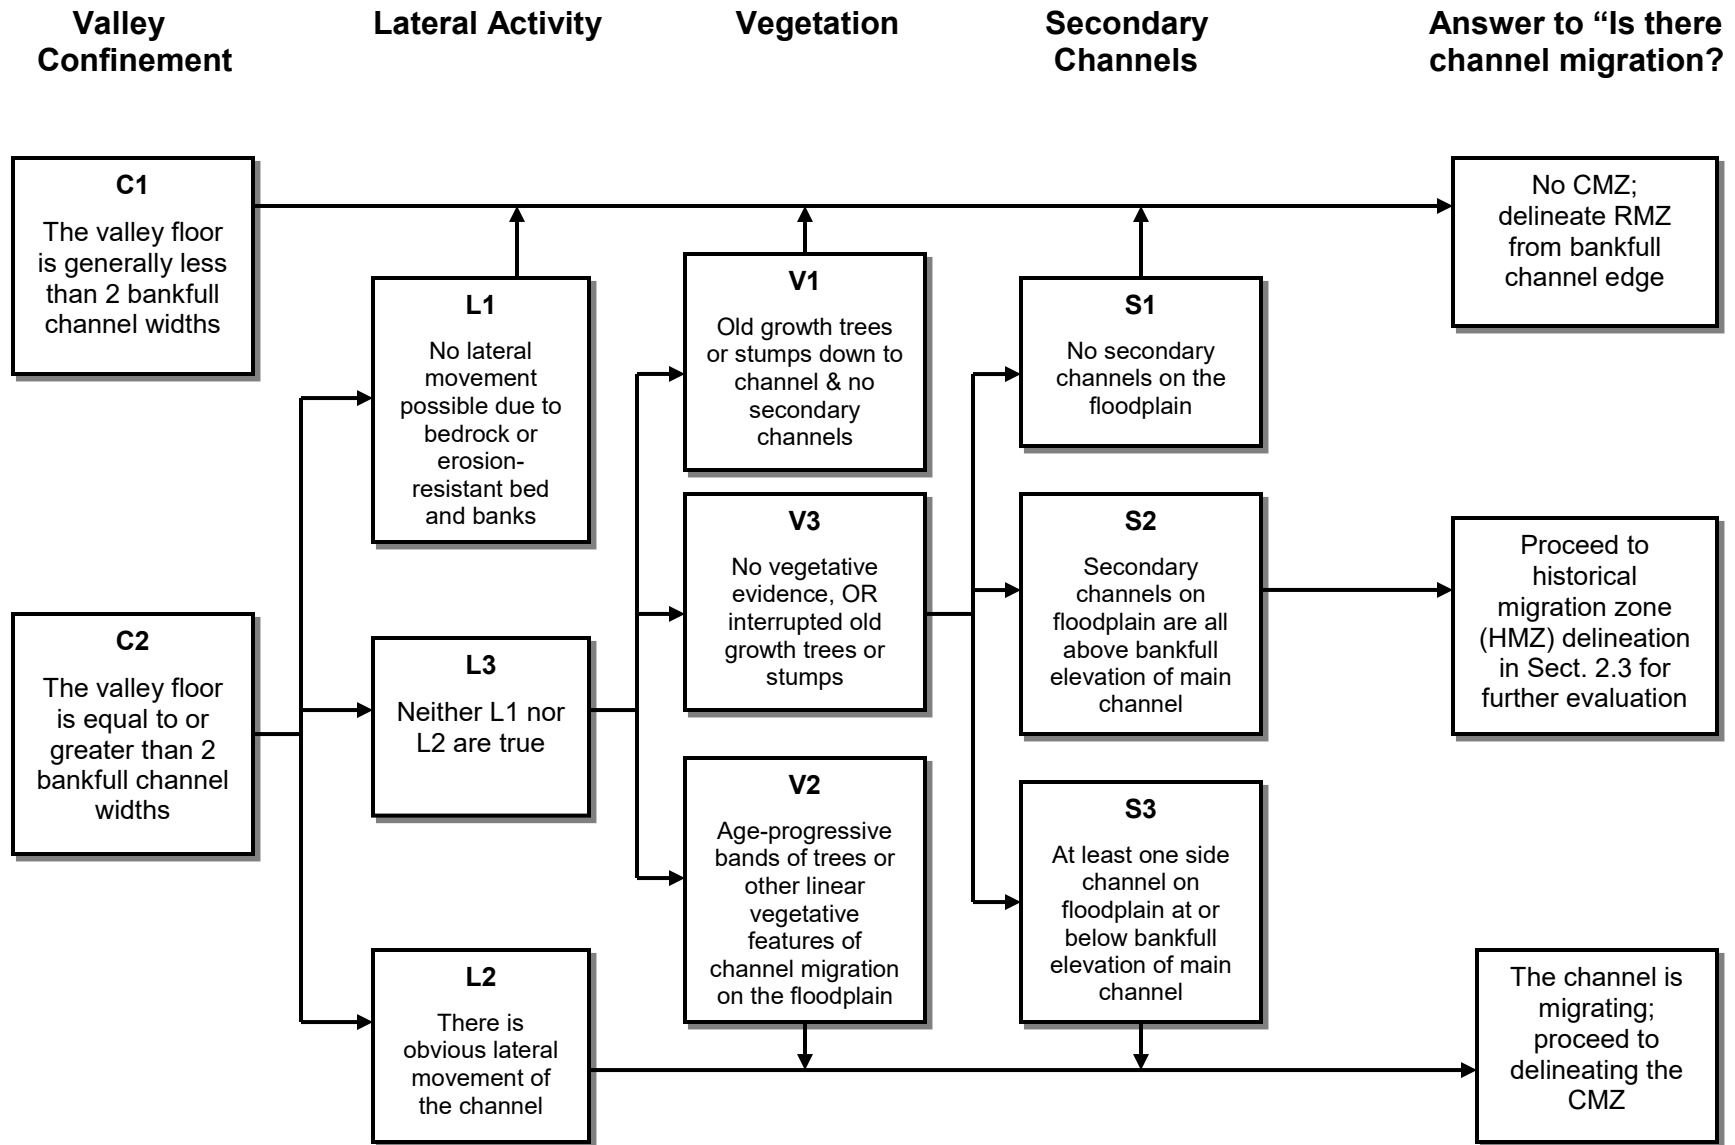 Valley
Confinement
Lateral Activity
Vegetation
Secondary
Channels
Answer to “Is there
channel migration?
C1
The valley floor
is generally less
than 2 bankfull
channel widths
C2
The valley floor
is equal to or
greater than 2
bankfull channel
widths
L1
No lateral
movement
possible due to
bedrock or
erosion-
resistant bed
and banks
L3
Neither L1 nor
L2 are true
L2
There is
obvious lateral
movement of
the channel
V1
Old growth trees
or stumps down to
channel & no
secondary
channels
V3
No vegetative
evidence, OR
interrupted old
growth trees or
stumps
V2
Age-progressive
bands of trees or
other linear
vegetative
features of
channel migration
on the floodplain
S1
No secondary
channels on the
floodplain
S2
Secondary
channels on
floodplain are all
above bankfull
elevation of main
channel
S3
At least one side
channel on
floodplain at or
below bankfull
elevation of main
channel
No CMZ;
delineate RMZ
from bankfull
channel edge
Proceed to
historical
migration zone
(HMZ) delineation
in Sect. 2.3 for
further evaluation
The channel is
migrating;
proceed to
delineating the
CMZ